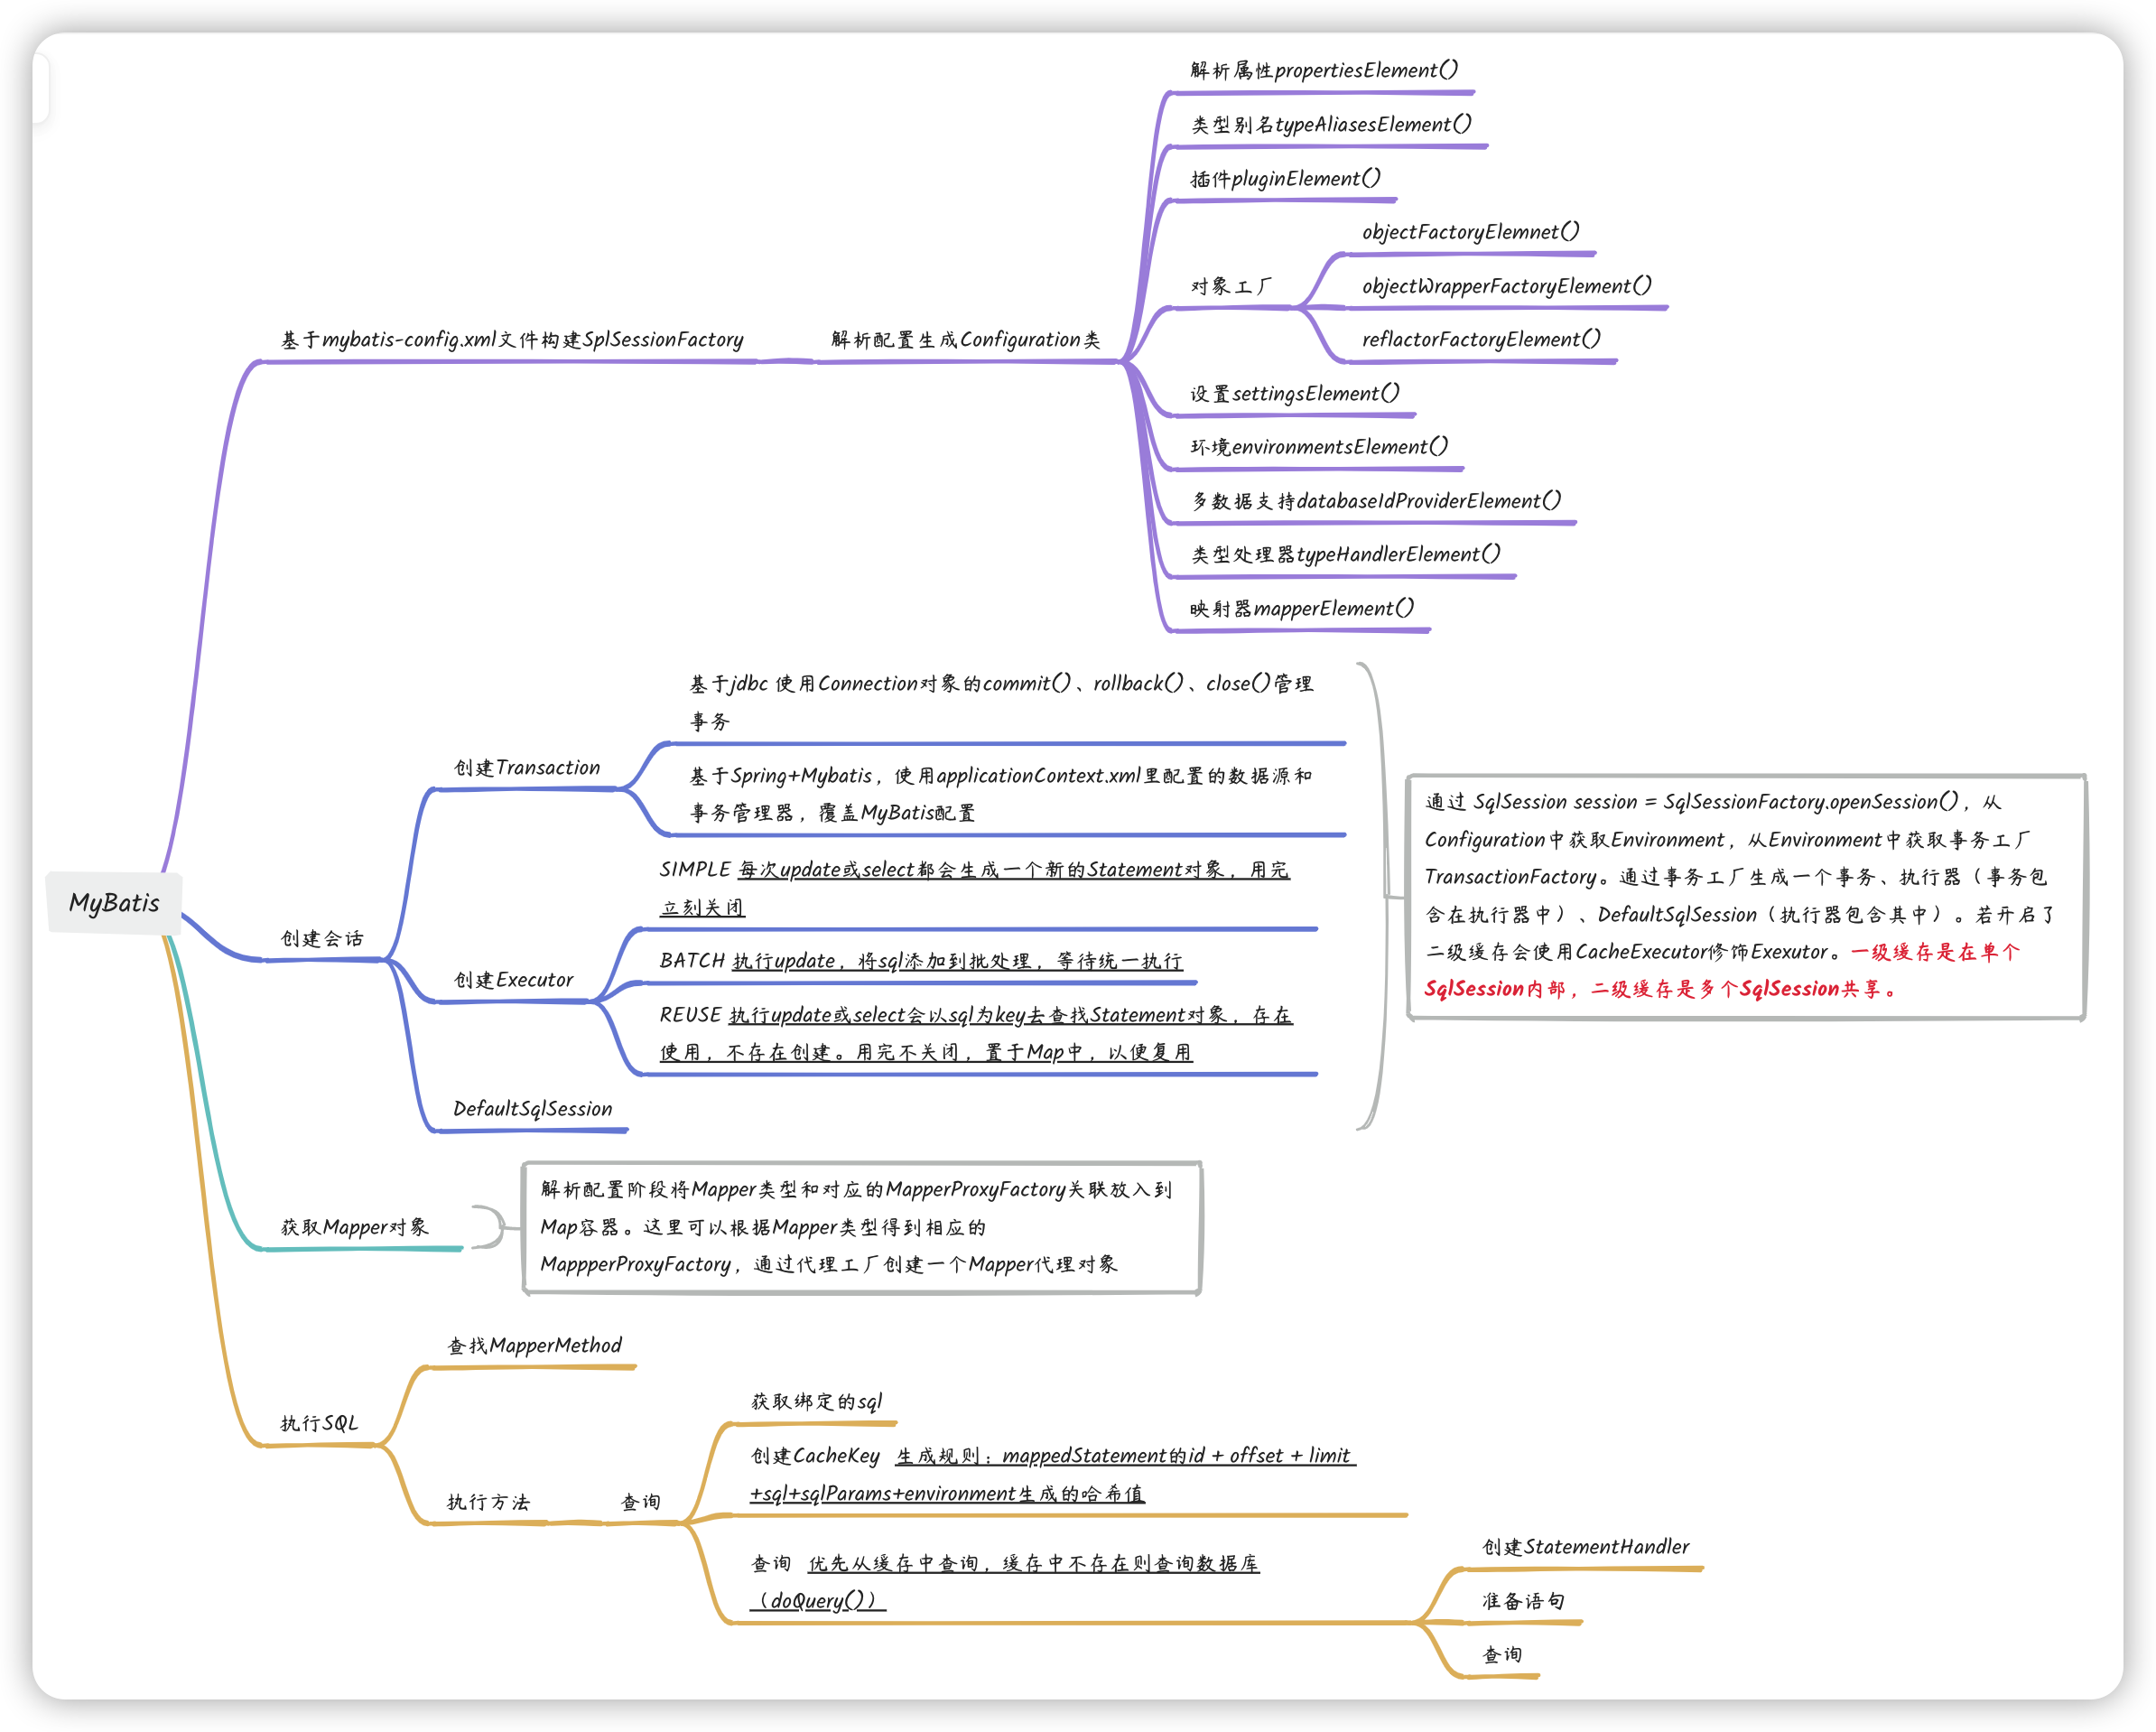 MyBatis
基于mybatis-config.xml文件构建SplSessionFactory
解析配置生成Configuration类
解析属性propertiesElement()
类型别名typeAliasesElement()
插件pluginElement()
对象工厂
objectFactoryElemnet()
objectWrapperFactoryElement()
reflactorFactoryElement()
设置settingsElement()
环境environmentsElement()
多数据支持databaseIdProviderElement()
类型处理器typeHandlerElement()
映射器mapperElement()
创建会话
创建Transaction
基于jdbc 使用Connection对象的commit()、rollback()、close()管理
事务
基于Spring+Mybatis，使用applicationContext.xml里配置的数据源和
事务管理器，覆盖MyBatis配置
创建Executor
SIMPLE 每次update或select都会生成一个新的Statement对象，用完
立刻关闭
BATCH 执行update，将sql添加到批处理，等待统一执行
REUSE 执行update或select会以sql为key去查找Statement对象，存在
使用，不存在创建。用完不关闭，置于Map中，以便复用
DefaultSqlSession
通过 SqlSession session = SqlSessionFactory.openSession()，从
Configuration中获取Environment，从Environment中获取事务工厂
TransactionFactory。通过事务工厂生成一个事务、执行器（事务包
含在执行器中）、DefaultSqlSession（执行器包含其中）。若开启了
二级缓存会使用CacheExecutor修饰Exexutor。一级缓存是在单个
SqlSession内部，二级缓存是多个SqlSession共享。
获取Mapper对象
解析配置阶段将Mapper类型和对应的MapperProxyFactory关联放入到
Map容器。这里可以根据Mapper类型得到相应的
MappperProxyFactory，通过代理工厂创建一个Mapper代理对象
执行SQL
查找MapperMethod
执行方法
查询
获取绑定的sql
创建CacheKey 生成规则：mappedStatement的id + offset + limit
+sql+sqlParams+environment生成的哈希值
查询 优先从缓存中查询，缓存中不存在则查询数据库
（doQuery()）
创建StatementHandler
准备语句
查询